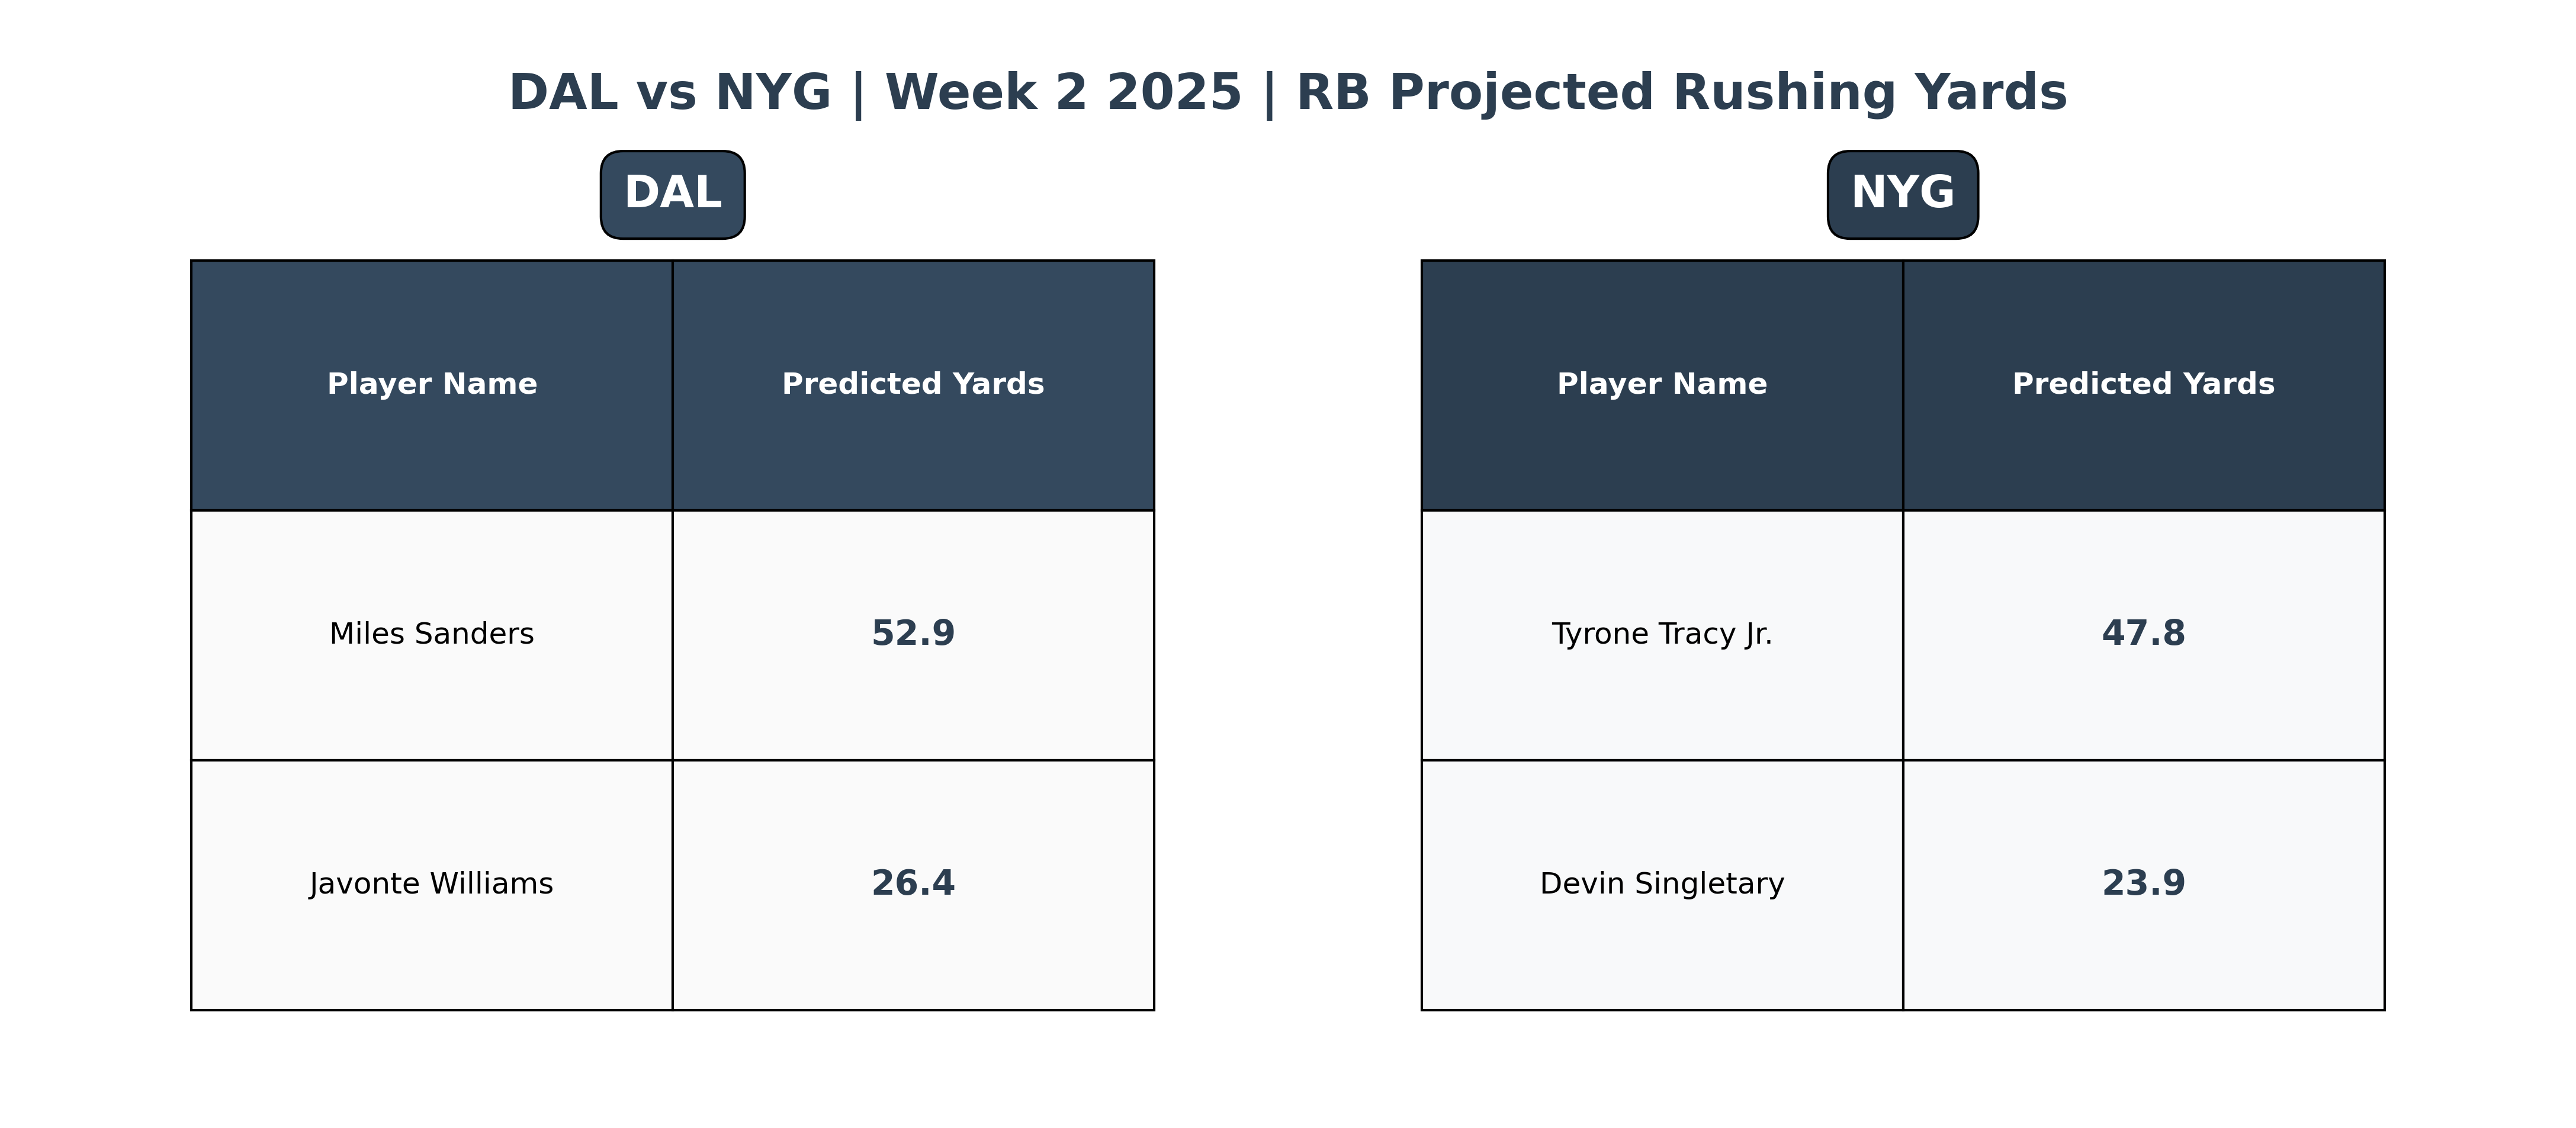 DAL vs NYG | Week 2 2025 | RB Projected Rushing Yards
DAL
Player Name Predicted Yards
Miles Sanders 52.9
Javonte Williams 26.4
NYG
Player Name Predicted Yards
Tyrone Tracy Jr. 47.8
Devin Singletary 23.9